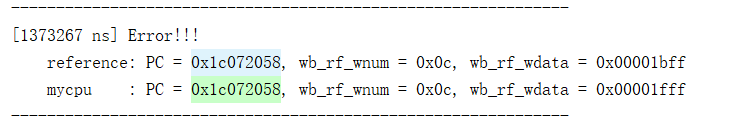 ------------------------------------------------------------
[1373267 ns] Error!!!
    reference: PC = 0x1c072058, wb_rf_wnum = 0x0c, wb_rf_wdata = 0x00001bff
    mycpu    : PC = 0x1c072058, wb_rf_wnum = 0x0c, wb_rf_wdata = 0x00001fff
------------------------------------------------------------